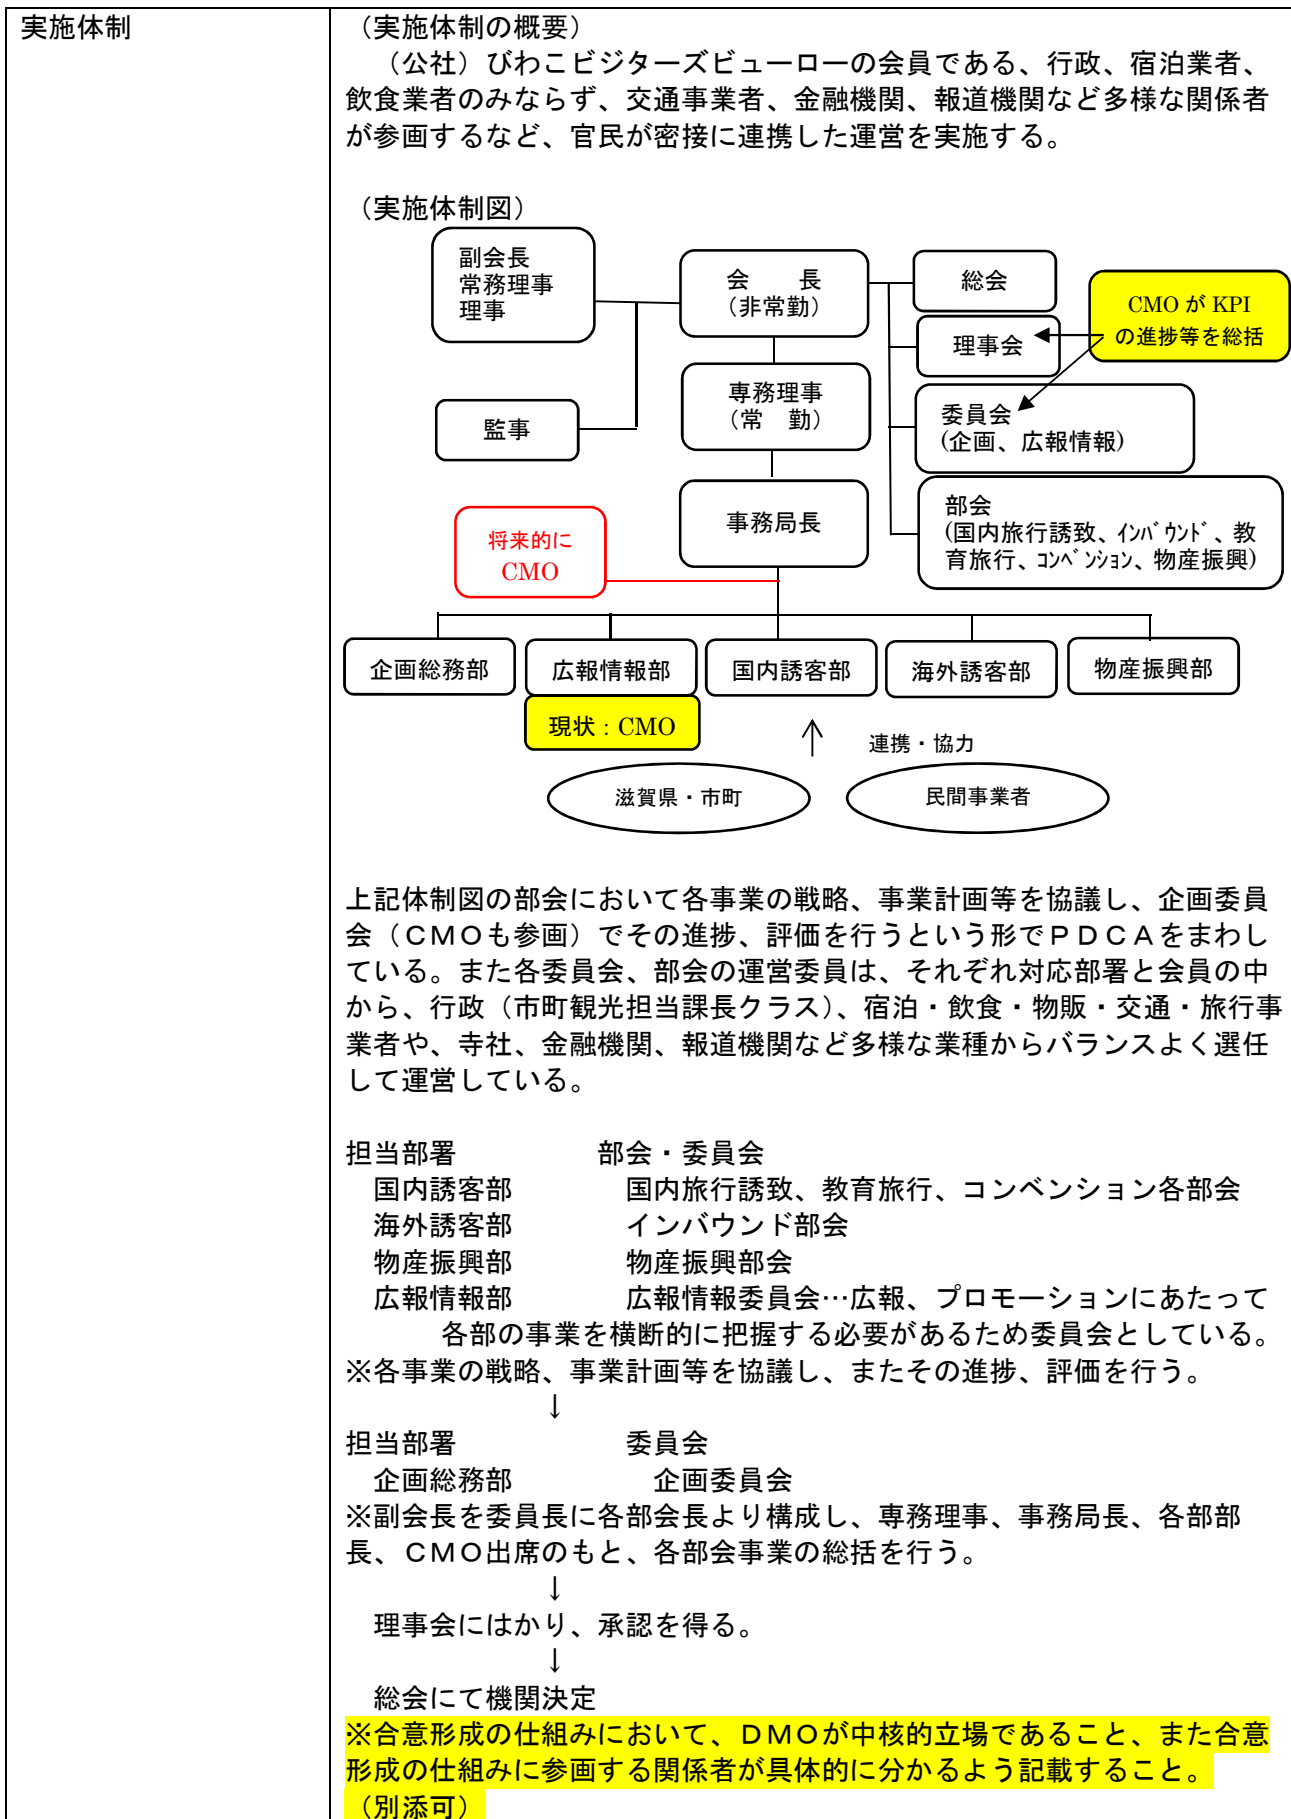 実施体制
（実施体制の概要）
（公社）びわこビジターズビューローの会員である、行政、宿泊業者、
飲食業者のみならず、交通事業者、金融機関、報道機関など多様な関係者
が参画するなど、官民が密接に連携した運営を実施する。
（実施体制図）
副会長
常務理事
理事
会　　長
（非常勤）
総会
CMO が KPI
の進捗等を総括
理事会
専務理事
（常　勤）
監事
委員会
(企画、広報情報)
事務局長
部会
(国内旅行誘致、ｲﾝﾊﾞｳﾝﾄﾞ、教
育旅行、ｺﾝﾍﾞﾝｼｮﾝ、物産振興)
将来的に
CMO
企画総務部
広報情報部
国内誘客部
海外誘客部
物産振興部
現状：CMO
連携・協力
滋賀県・市町
民間事業者
上記体制図の部会において各事業の戦略、事業計画等を協議し、企画委員
会（ＣＭＯも参画）でその進捗、評価を行うという形でＰＤＣＡをまわし
ている。また各委員会、部会の運営委員は、それぞれ対応部署と会員の中
から、行政（市町観光担当課長クラス）、宿泊・飲食・物販・交通・旅行事
業者や、寺社、金融機関、報道機関など多様な業種からバランスよく選任
して運営している。
担当部署　　　　　部会・委員会
国内誘客部　　　　国内旅行誘致、教育旅行、コンベンション各部会
海外誘客部　　　　インバウンド部会
物産振興部　　　　物産振興部会
広報情報部　　　　広報情報委員会…広報、プロモーションにあたって
各部の事業を横断的に把握する必要があるため委員会としている。
※各事業の戦略、事業計画等を協議し、またその進捗、評価を行う。
↓
担当部署　　　　　　委員会
企画総務部　　　　　企画委員会
※副会長を委員長に各部会長より構成し、専務理事、事務局長、各部部
長、ＣＭＯ出席のもと、各部会事業の総括を行う。
↓
理事会にはかり、承認を得る。
↓
総会にて機関決定
※合意形成の仕組みにおいて、ＤＭＯが中核的立場であること、また合意
形成の仕組みに参画する関係者が具体的に分かるよう記載すること。
（別添可）